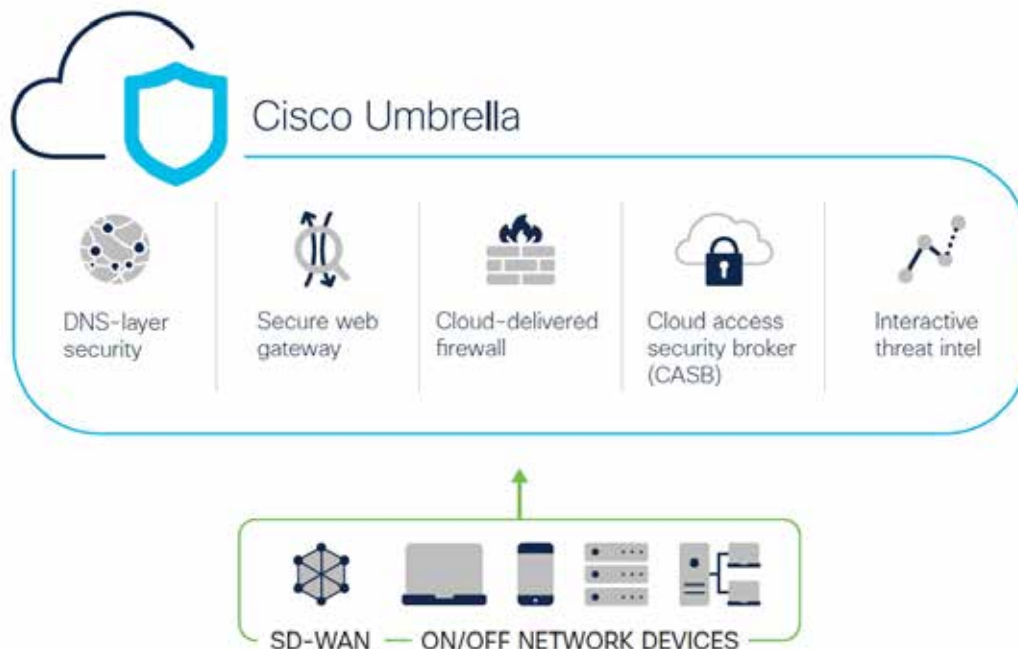 Cisco Umbrella
DNS-layer
security
Secure web
gateway
Cloud-delivered
firewall
Cloud access
security broker
(CASB)
Interactive
threat intel
SD-WAN
ON/OFF NETWORK DEVICES